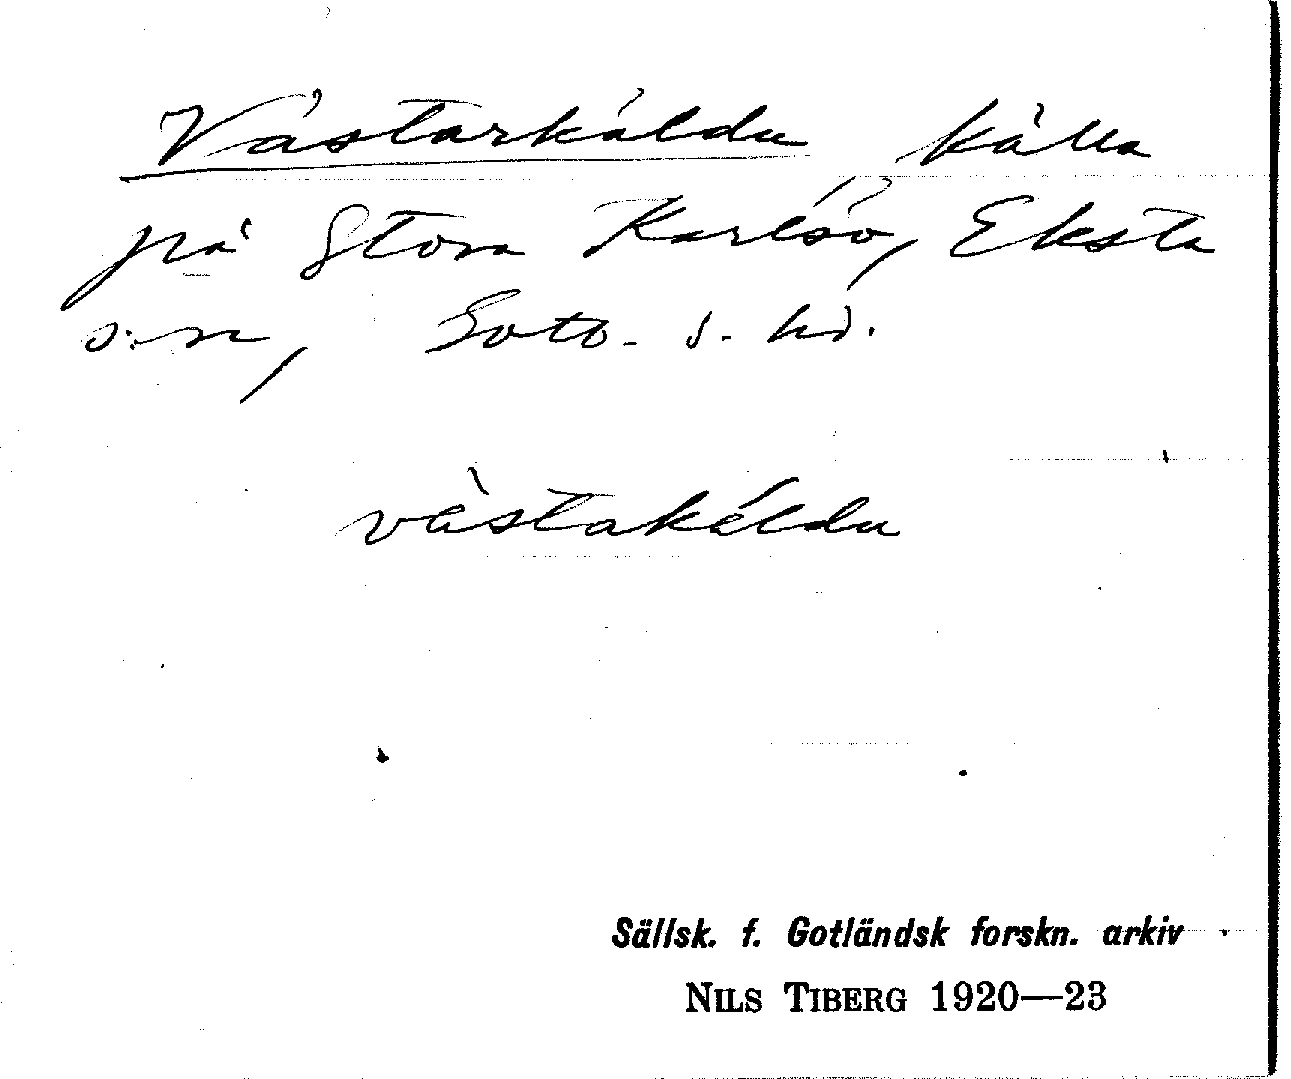 Västarkäldu källa
på Stora Karlsö, Eksta
s:n, Gotl. s. hd.
västakäldu
Sällsk. f. Gotländsk forskn. arkiv
NILS TIBERG 1920—23